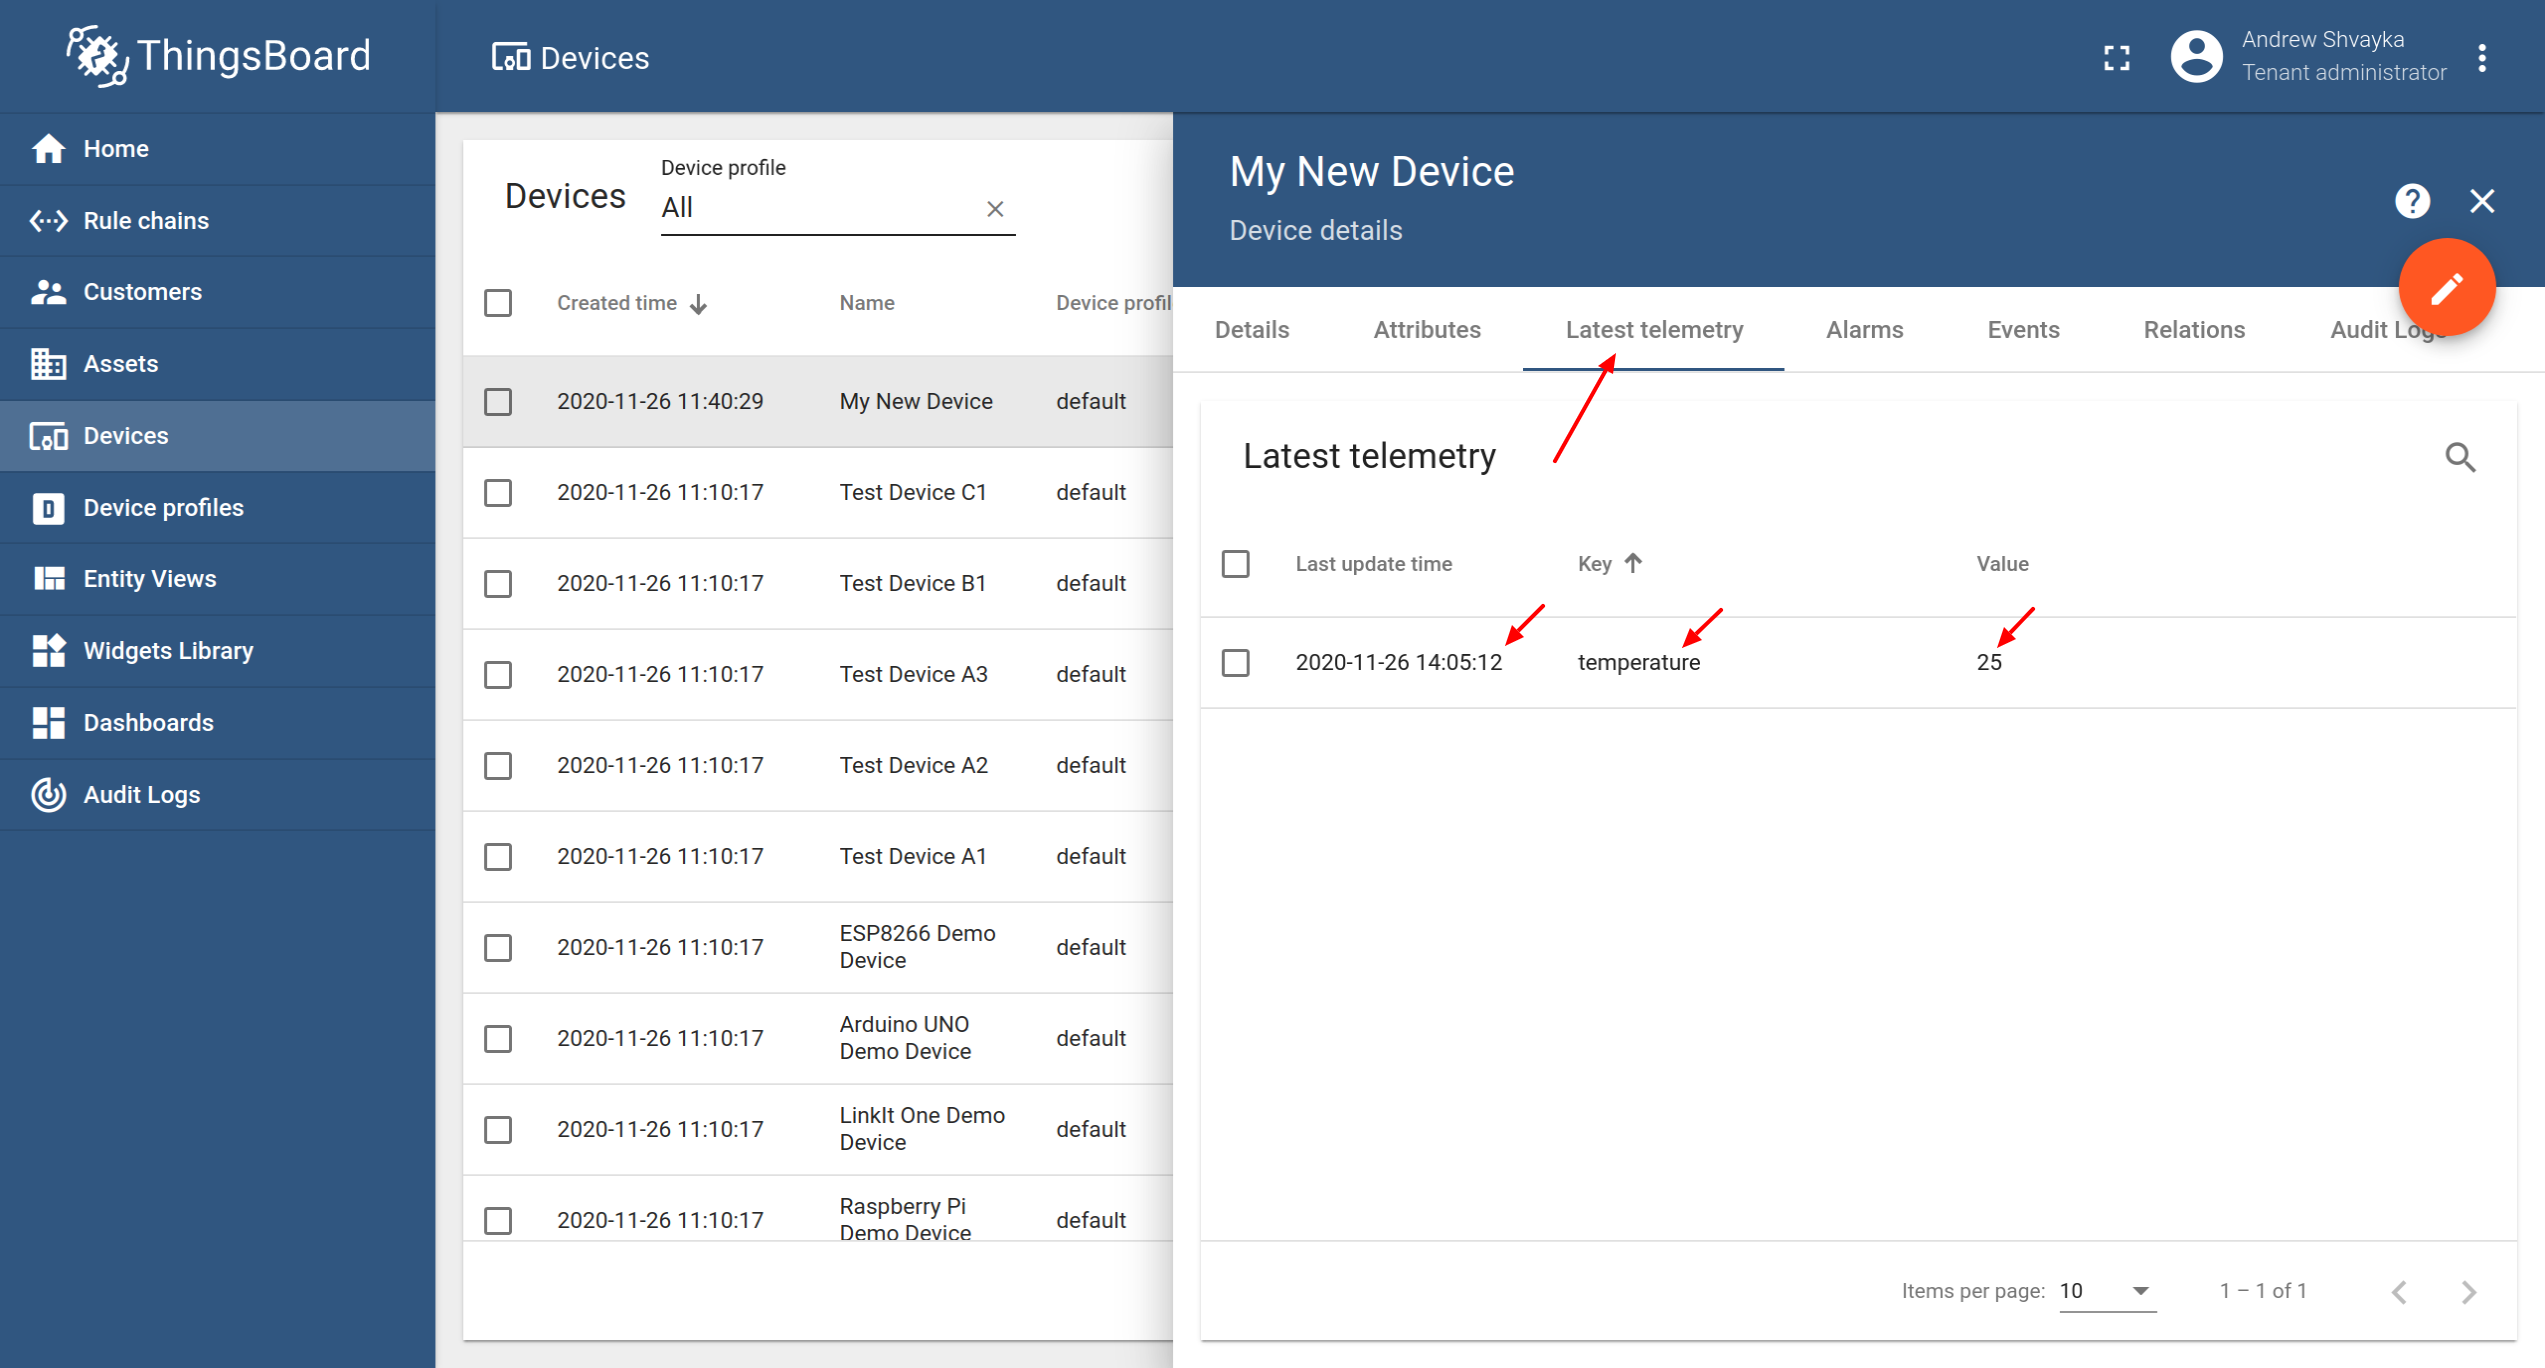 ThingsBoard
Devices
Andrew Shvayka
Tenant administrator
Home
Rule chains
Customers
Assets
Devices
Device profiles
Entity Views
Widgets Library
Dashboards
Audit Logs
Devices
Device profile
All
Created time
Name
Device profil
2020-11-26 11:40:29 My New Device default
2020-11-26 11:10:17 Test Device C1 default
2020-11-26 11:10:17 Test Device B1 default
2020-11-26 11:10:17 Test Device A3 default
2020-11-26 11:10:17 Test Device A2 default
2020-11-26 11:10:17 Test Device A1 default
2020-11-26 11:10:17 ESP8266 Demo default
Device
2020-11-26 11:10:17 Arduino UNO default
Demo Device
2020-11-26 11:10:17 LinkIt One Demo default
Device
2020-11-26 11:10:17 Raspberry Pi default
Demo Device
My New Device
Device details
Details
Attributes
Latest telemetry
Alarms
Events
Relations
Audit Logs
Latest telemetry
Last update time Key Value
2020-11-26 14:05:12 temperature 25
Items per page: 10
1 – 1 of 1